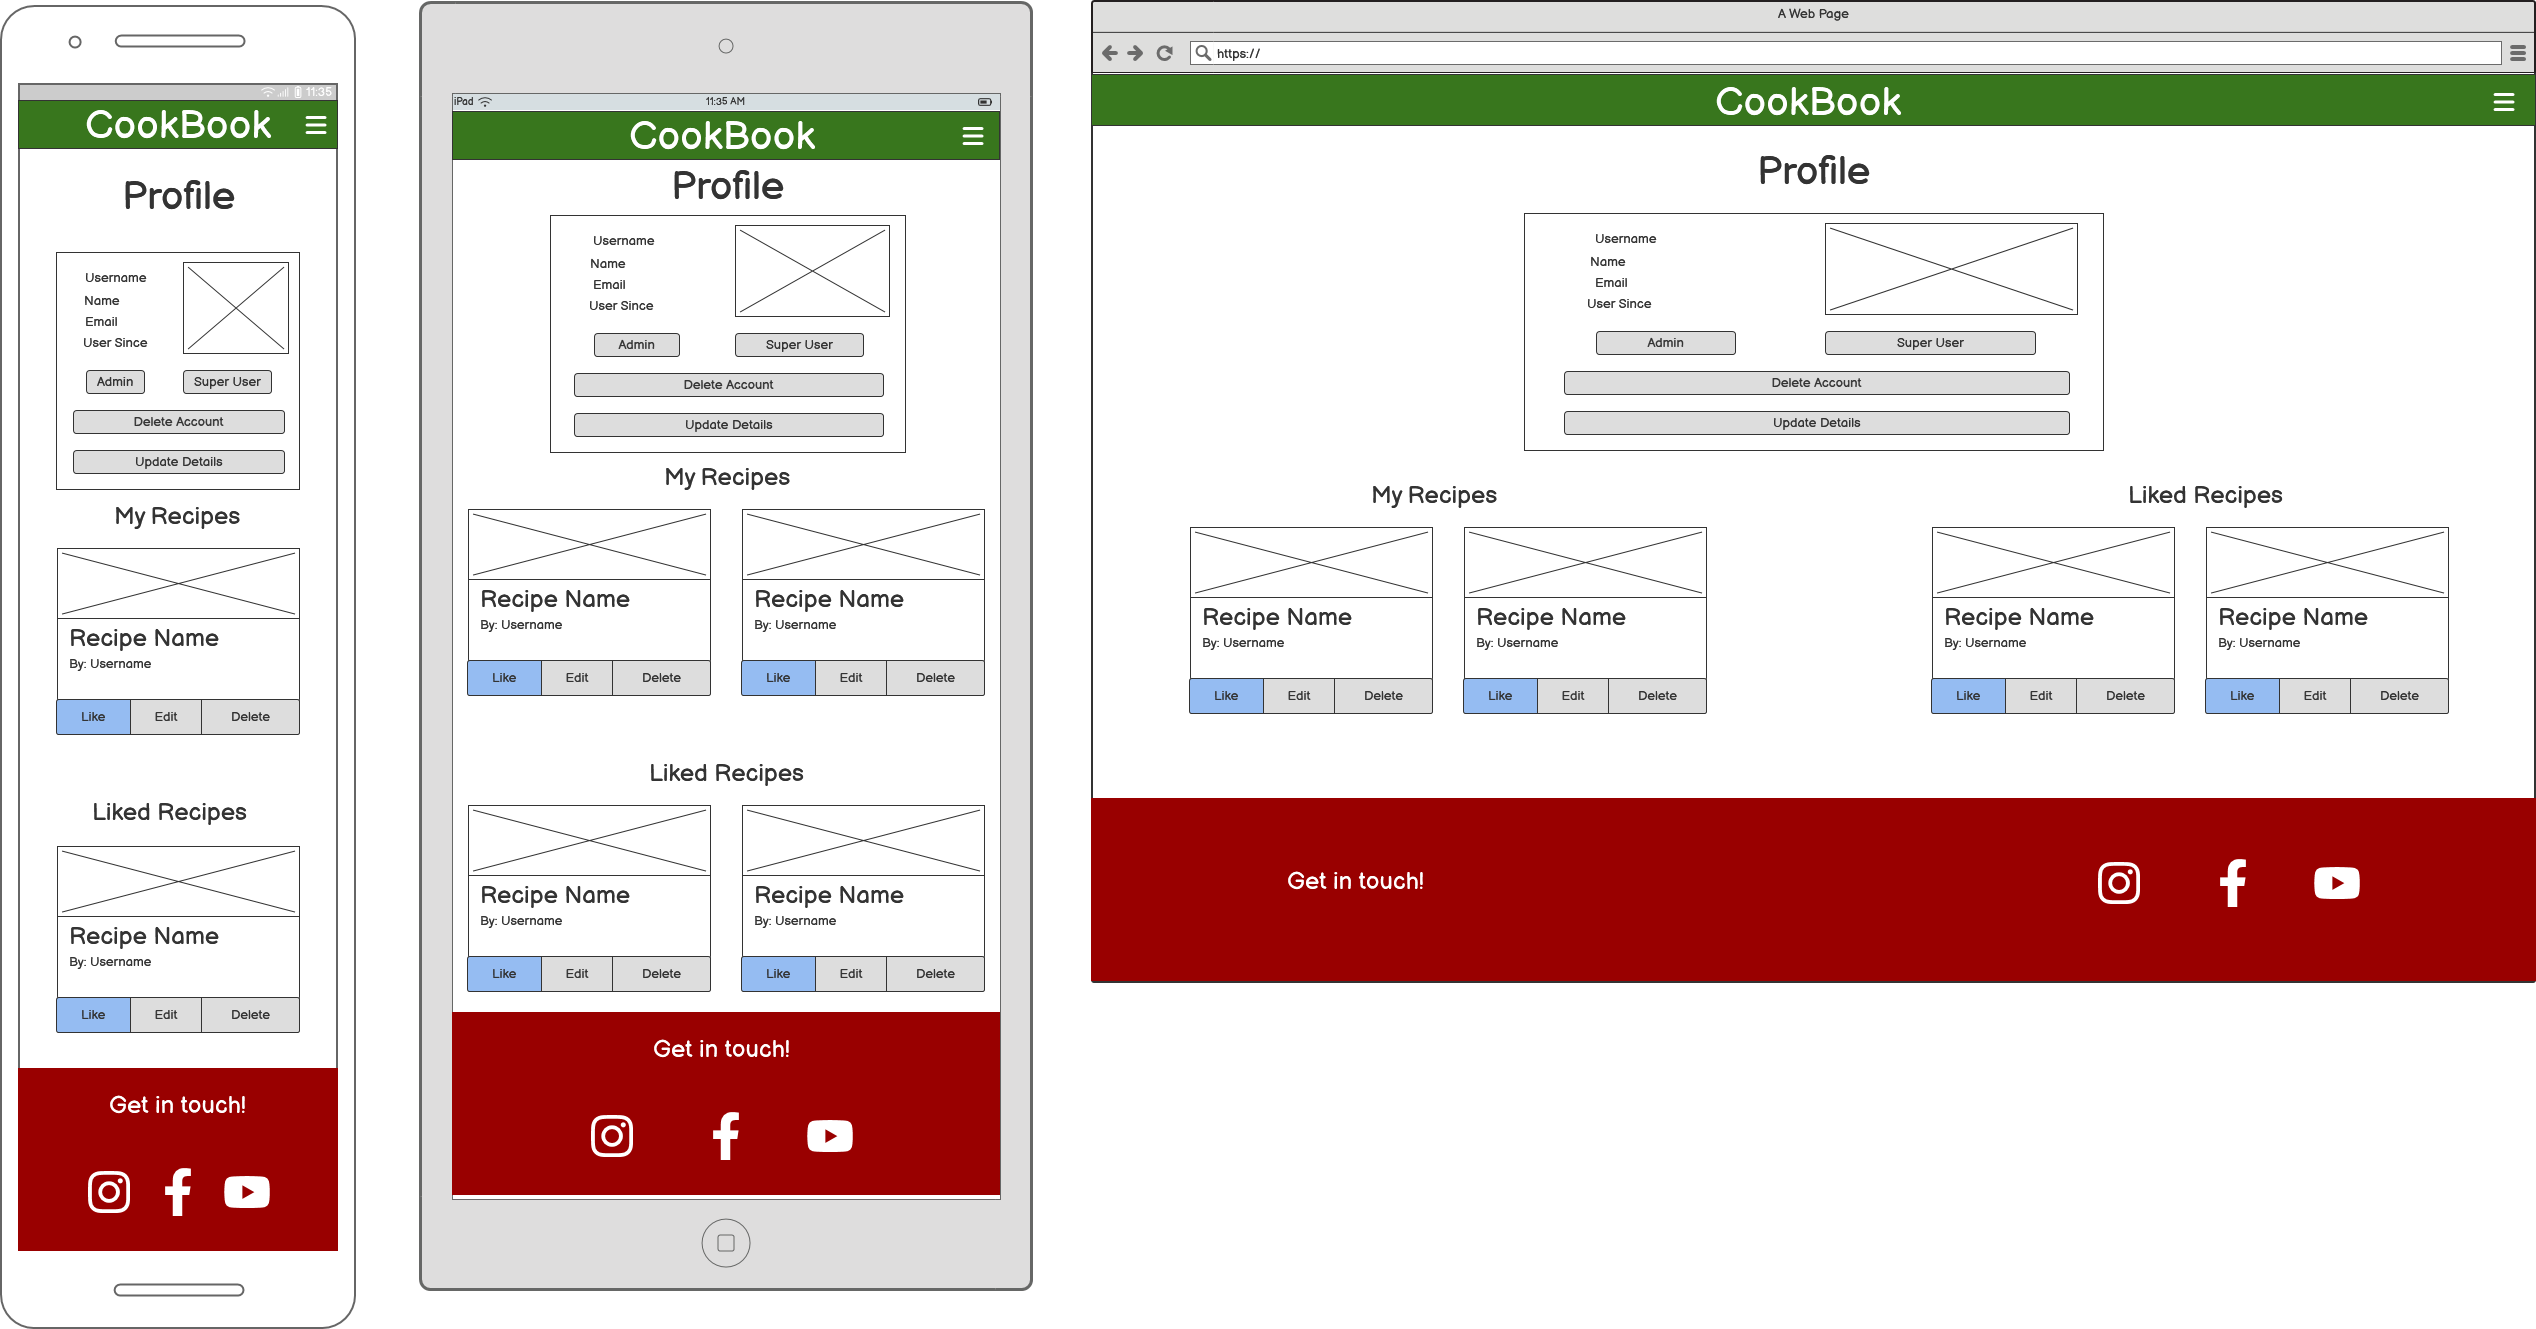 11:35
CookBook
Profile
Username
Name
Email
User Since
Admin Super User
Delete Account
Update Details
My Recipes
Recipe Name
By: Username
Like Edit Delete
Liked Recipes
Recipe Name
By: Username
Like Edit Delete
Get in touch!
iPad 11:35 AM
CookBook
Profile
Username
Name
Email
User Since
Admin Super User
Delete Account
Update Details
My Recipes
Recipe Name Recipe Name
By: Username By: Username
Like Edit Delete Like Edit Delete
Liked Recipes
Recipe Name Recipe Name
By: Username By: Username
Like Edit Delete Like Edit Delete
Get in touch!
A Web Page
https://
CookBook
Profile
Username
Name
Email
User Since
Admin Super User
Delete Account
Update Details
My Recipes Liked Recipes
Recipe Name Recipe Name Recipe Name Recipe Name
By: Username By: Username By: Username By: Username
Like Edit Delete Like Edit Delete Like Edit Delete Like Edit Delete
Get in touch!